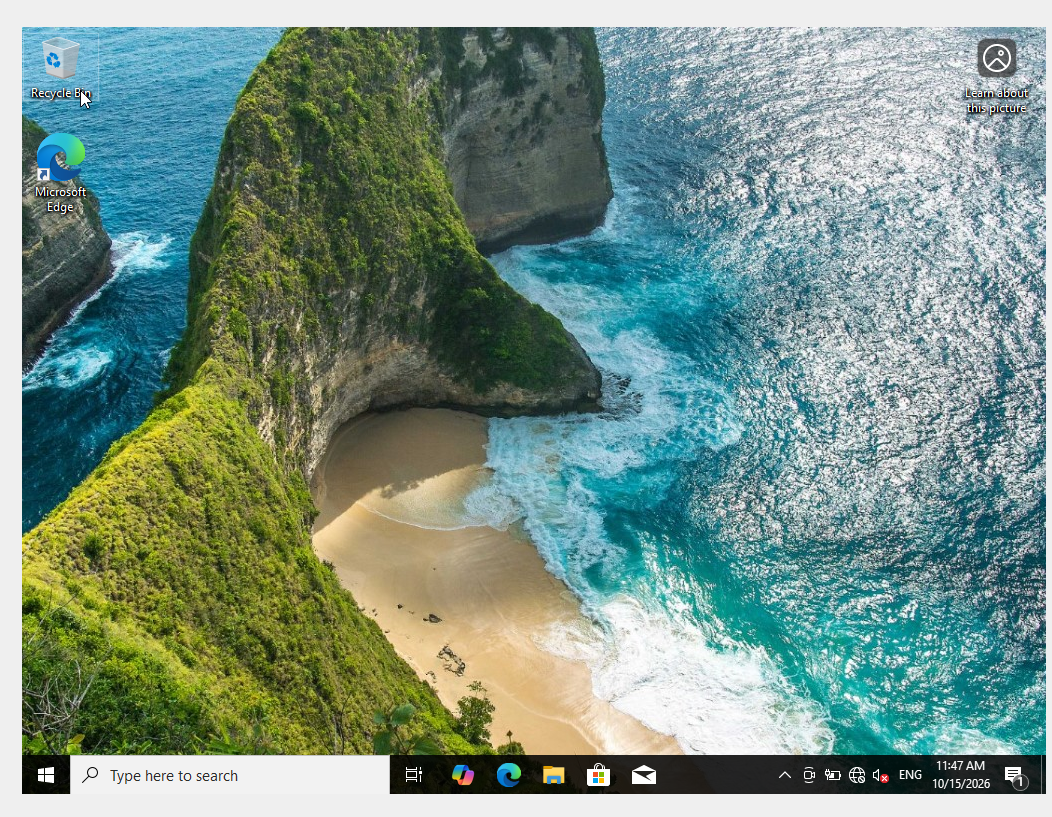 Recycle Bin
Learn about
this picture
Microsoft
Edge
Type here to search
ENG
11:47 AM
10/15/2026
1